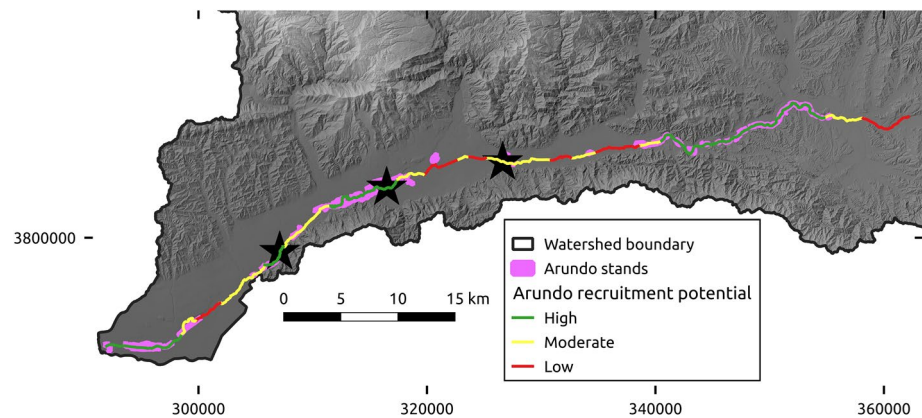 3800000
0 5 10 15 km
Watershed boundary
Arundo stands
Arundo recruitment potential
High
Moderate
Low
300000 320000 340000 360000